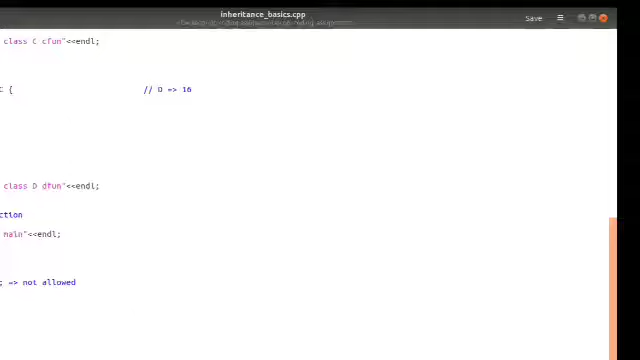 inheritance_basics.cpp
Save
class C cfun"<<endl;
C {                    // D => 16
class D dfun"<<endl;
ction
main"<<endl;
; => not allowed